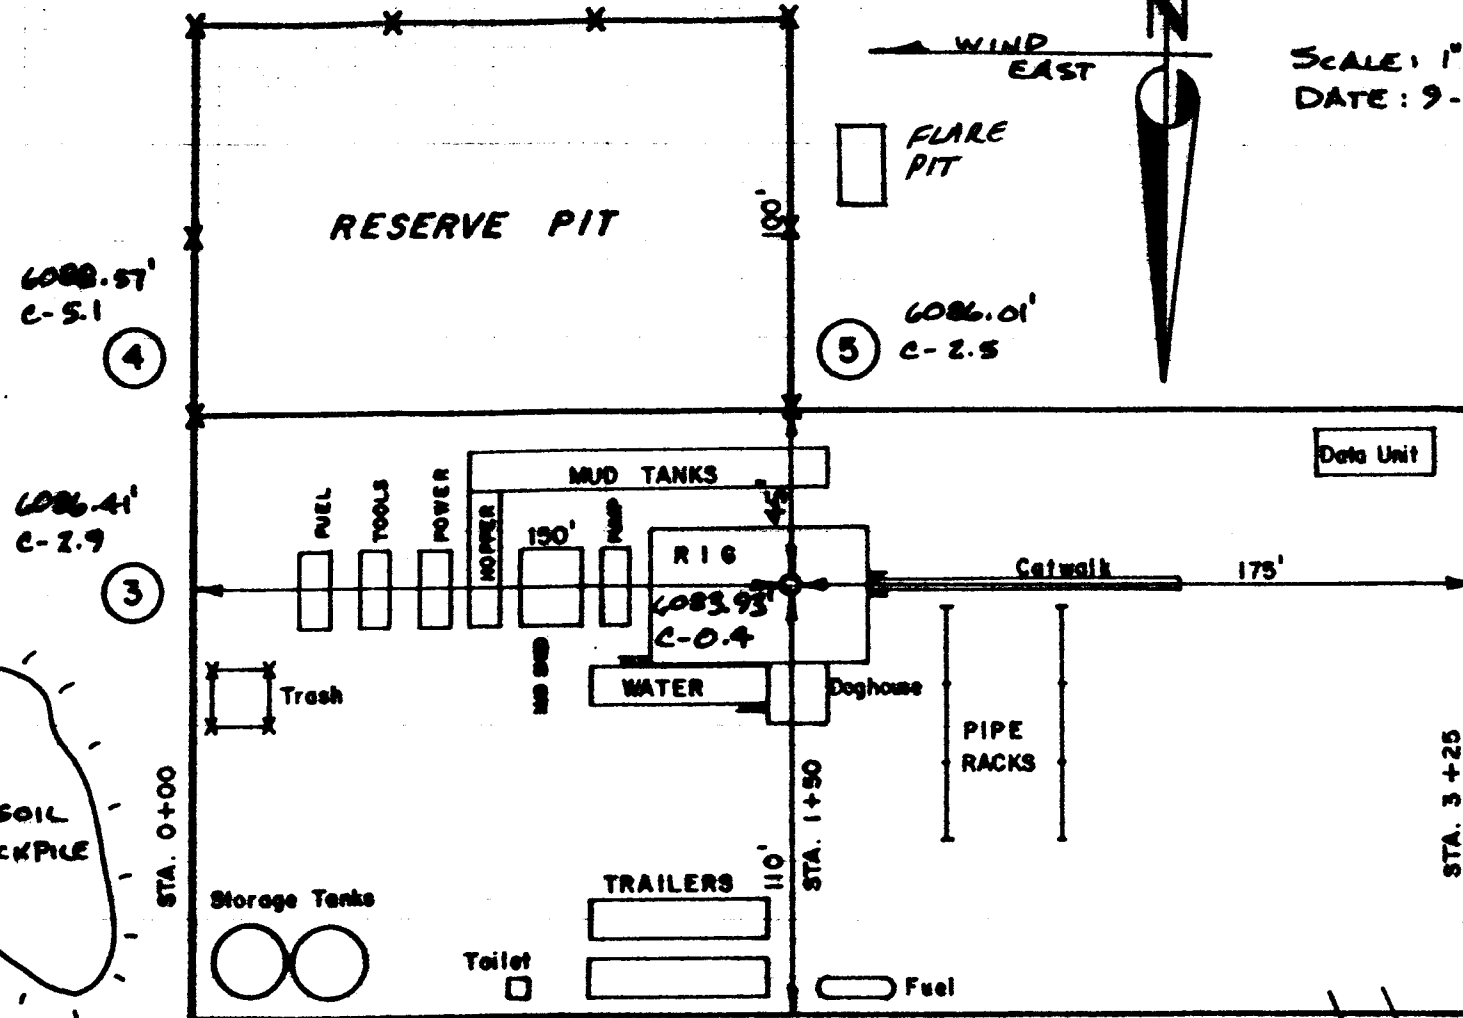 N
WIND
EAST
SCALE: 1"
DATE: 9-
FLARE
PIT
RESERVE PIT
100'
C-5.1
4
6086.01'
C-2.5
5
Data Unit
MUD TANKS
45'
6086.41'
C-2.9
3
FUEL
TOOLS
POWER
HOPPER
150'
PUMP
RIG
6083.93'
C-0.4
Catwalk
175'
Trash
WATER
Doghouse
PIPE
RACKS
SOIL
CKPILE
STA. 0+00
STA. 1+50
STA. 3+25
110'
Storage Tanks
TRAILERS
Toilet
Fuel